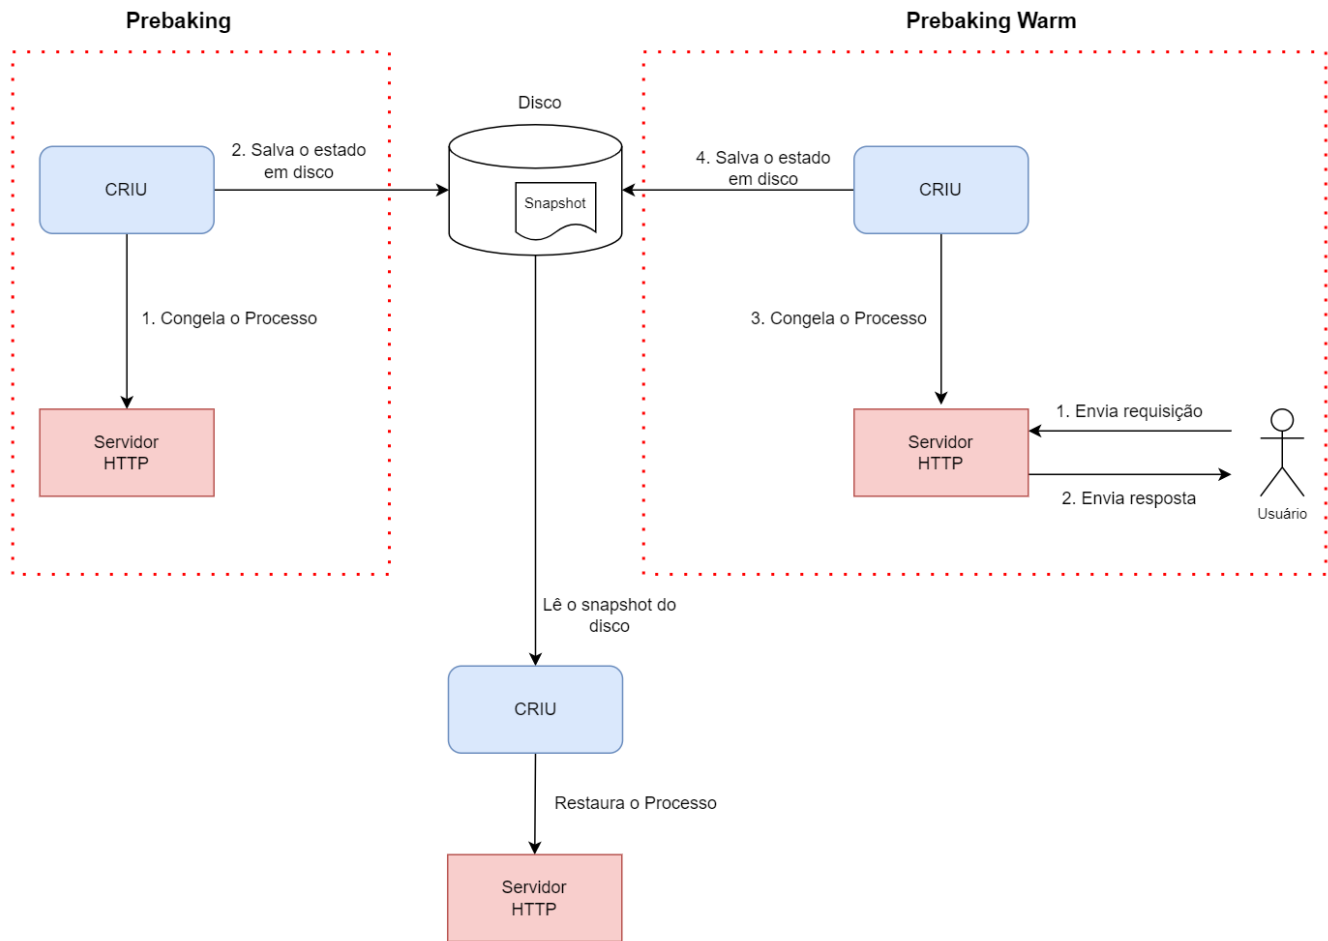 Prebaking
Prebaking Warm
Disco
2. Salva o estado
em disco
4. Salva o estado
em disco
CRIU
Snapshot
CRIU
1. Congela o Processo
3. Congela o Processo
Servidor
HTTP
Servidor
HTTP
1. Envia requisição
2. Envia resposta
Usuário
Lê o snapshot do
disco
CRIU
Restaura o Processo
Servidor
HTTP